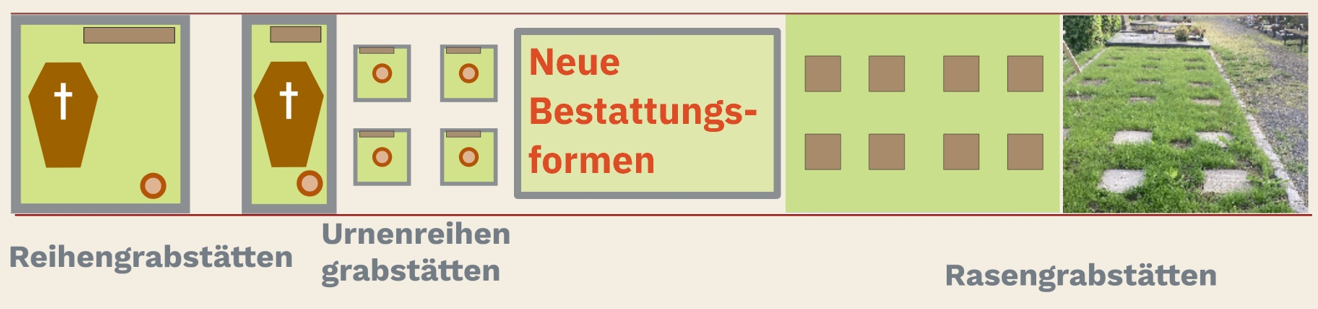 Neue
Bestattungs-
formen
Reihengrabstätten
Urnenreihen
grabstätten
Rasengrabstätten